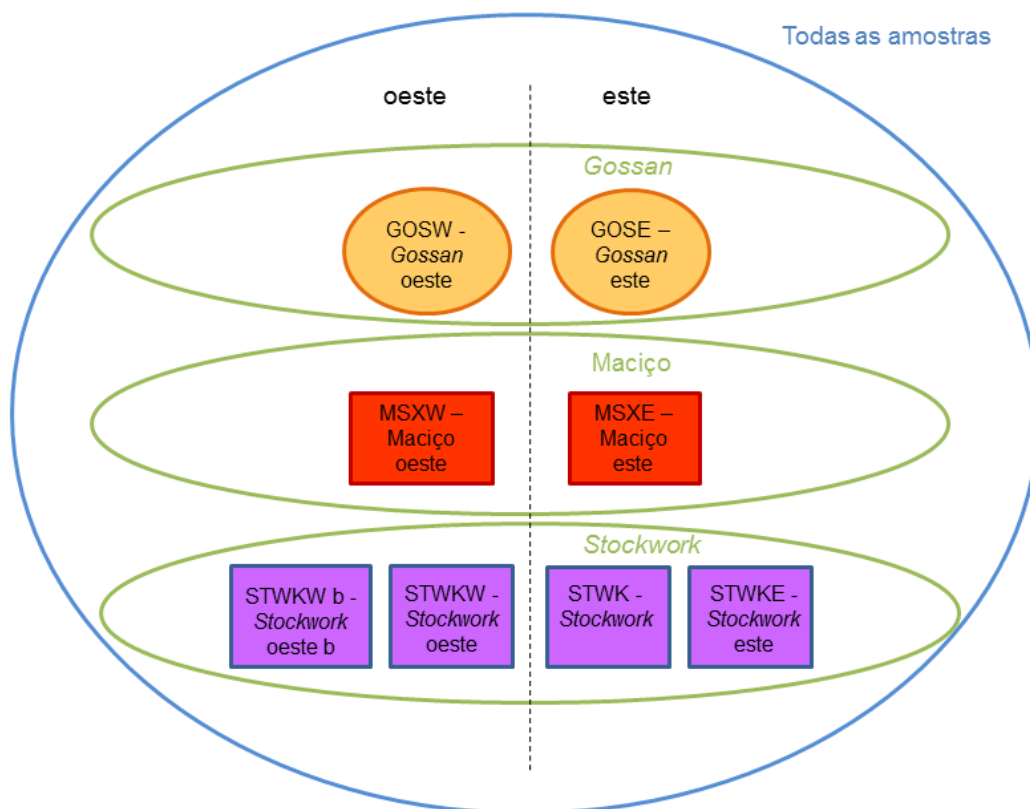 Todas as amostras
oeste
este
Gossan
GOSW -
Gossan
oeste
GOSE –
Gossan
este
Maciço
MSXW –
Maciço
oeste
MSXE –
Maciço
este
Stockwork
STWKW b -
Stockwork
oeste b
STWKW -
Stockwork
oeste
STWK -
Stockwork
STWKE -
Stockwork
este